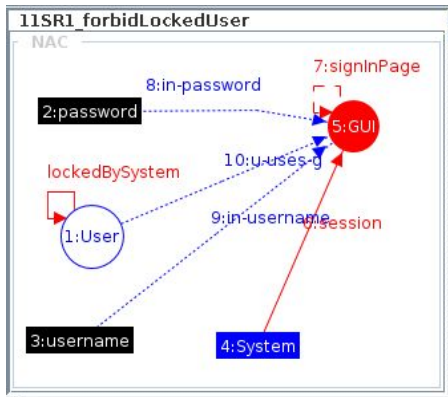 11SR1_forbidLockedUser
NAC
7:signInPage
8:in-password
2:password
5:GUI
10:u-uses-g
lockedBySystem
9:in-username
6:session
1:User
3:username
4:System